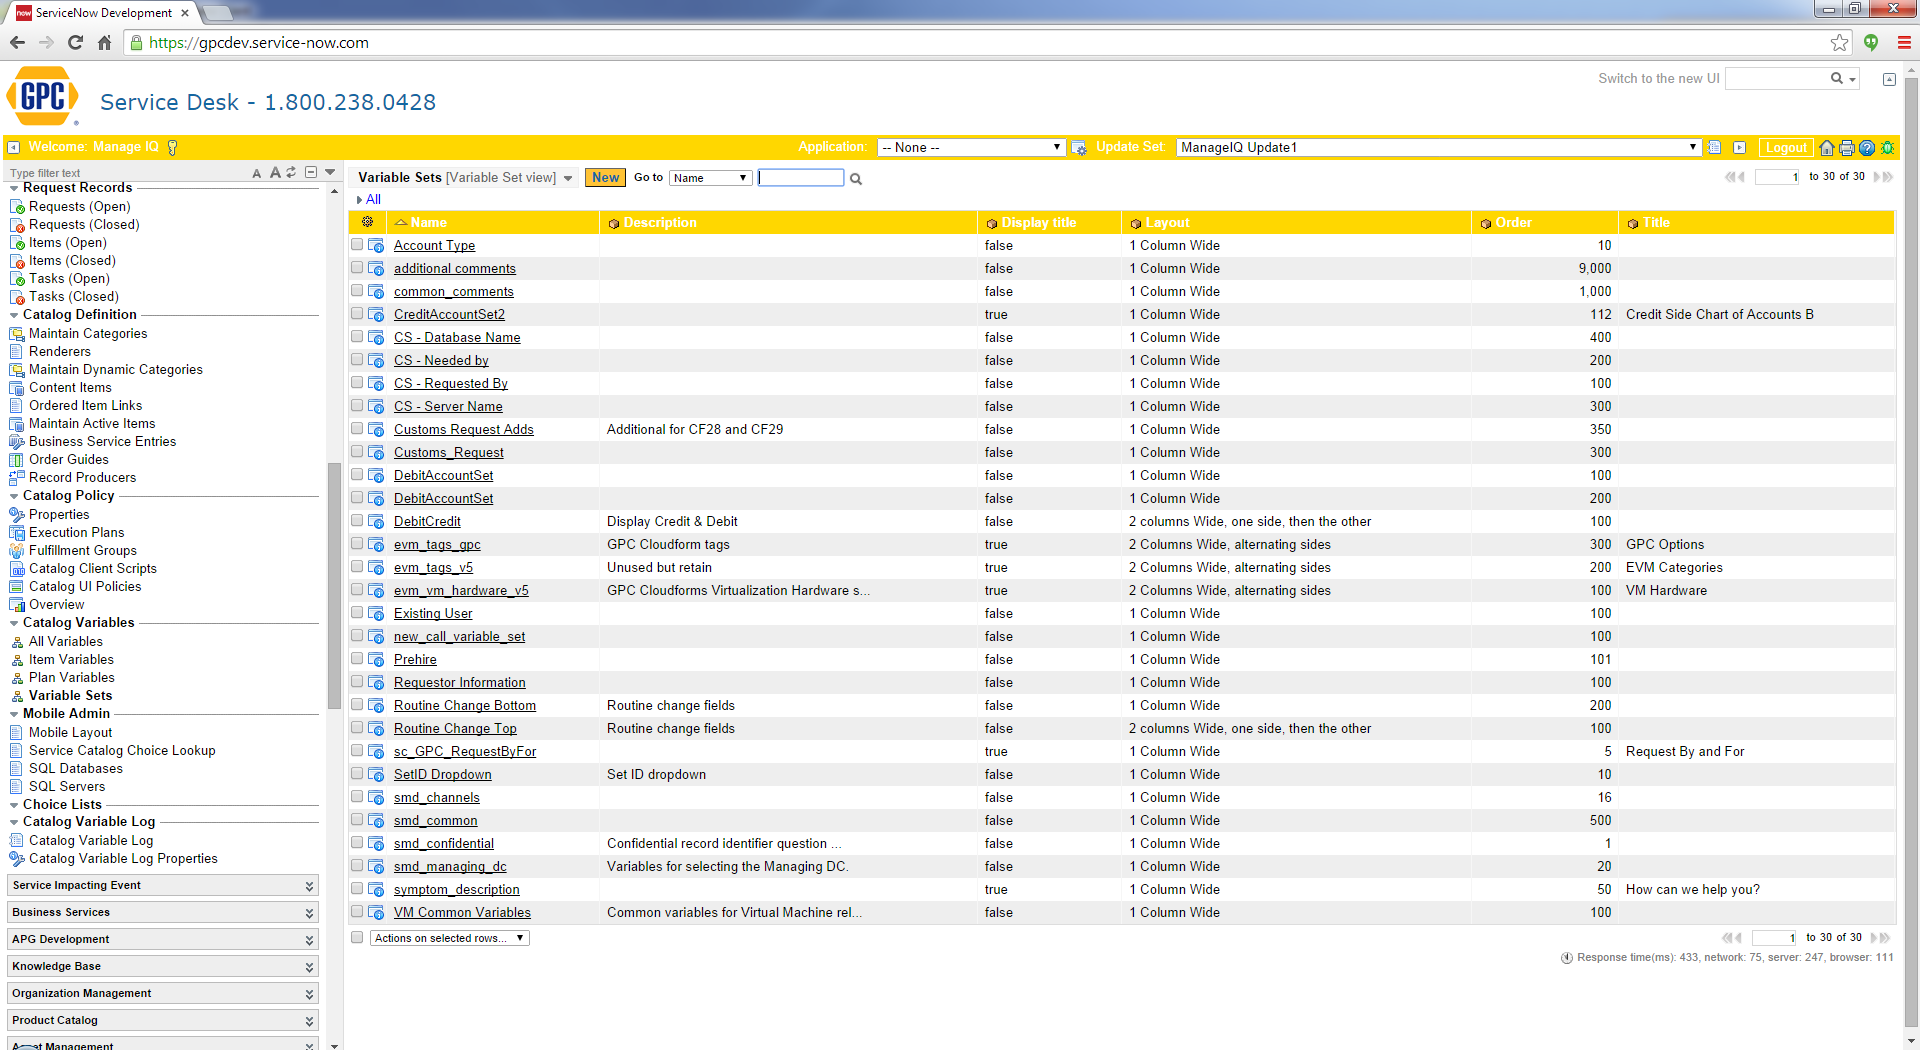 ServiceNow Development
https://gpcdev.service-now.com
GPC
Service Desk - 1.800.238.0428
Switch to the new UI
Welcome: Manage IQ
Application: -- None --
Update Set: ManageIQ Update1
Logout
Type filter text
A A
Request Records
Requests (Open)
Requests (Closed)
Items (Open)
Items (Closed)
Tasks (Open)
Tasks (Closed)
Catalog Definition
Maintain Categories
Renderers
Maintain Dynamic Categories
Content Items
Ordered Item Links
Maintain Active Items
Business Service Entries
Order Guides
Record Producers
Catalog Policy
Properties
Execution Plans
Fulfillment Groups
Catalog Client Scripts
Catalog UI Policies
Overview
Catalog Variables
All Variables
Item Variables
Plan Variables
Variable Sets
Mobile Admin
Mobile Layout
Service Catalog Choice Lookup
SQL Databases
SQL Servers
Choice Lists
Catalog Variable Log
Catalog Variable Log
Catalog Variable Log Properties
Service Impacting Event
Business Services
APG Development
Knowledge Base
Organization Management
Product Catalog
Asset Management
Variable Sets [Variable Set view] New Go to Name 1 to 30 of 30
All
Name Description Display title Layout Order Title
Account Type false 1 Column Wide 10
additional comments false 1 Column Wide 9,000
common_comments false 1 Column Wide 1,000
CreditAccountSet2 true 1 Column Wide 112 Credit Side Chart of Accounts B
CS - Database Name false 1 Column Wide 400
CS - Needed by false 1 Column Wide 200
CS - Requested By false 1 Column Wide 100
CS - Server Name false 1 Column Wide 300
Customs Request Adds Additional for CF28 and CF29 false 1 Column Wide 350
Customs_Request false 1 Column Wide 300
DebitAccountSet false 1 Column Wide 100
DebitAccountSet false 1 Column Wide 200
DebitCredit Display Credit & Debit false 2 columns Wide, one side, then the other 100
evm_tags_gpc GPC Cloudform tags true 2 Columns Wide, alternating sides 300 GPC Options
evm_tags_v5 Unused but retain true 2 Columns Wide, alternating sides 200 EVM Categories
evm_vm_hardware_v5 GPC Cloudforms Virtualization Hardware s... true 2 Columns Wide, alternating sides 100 VM Hardware
Existing User false 1 Column Wide 100
new_call_variable_set false 1 Column Wide 100
Prehire false 1 Column Wide 101
Requestor Information false 1 Column Wide 100
Routine Change Bottom Routine change fields false 1 Column Wide 200
Routine Change Top Routine change fields false 2 columns Wide, one side, then the other 100
sc_GPC_RequestByFor true 1 Column Wide 5 Request By and For
SetID Dropdown Set ID dropdown false 1 Column Wide 10
smd_channels false 1 Column Wide 16
smd_common false 1 Column Wide 500
smd_confidential Confidential record identifier question ... false 1 Column Wide 1
smd_managing_dc Variables for selecting the Managing DC. false 1 Column Wide 20
symptom_description true 1 Column Wide 50 How can we help you?
VM Common Variables Common variables for Virtual Machine rel... false 1 Column Wide 100
Actions on selected rows... 1 to 30 of 30
Response time(ms): 433, network: 75, server: 247, browser: 111